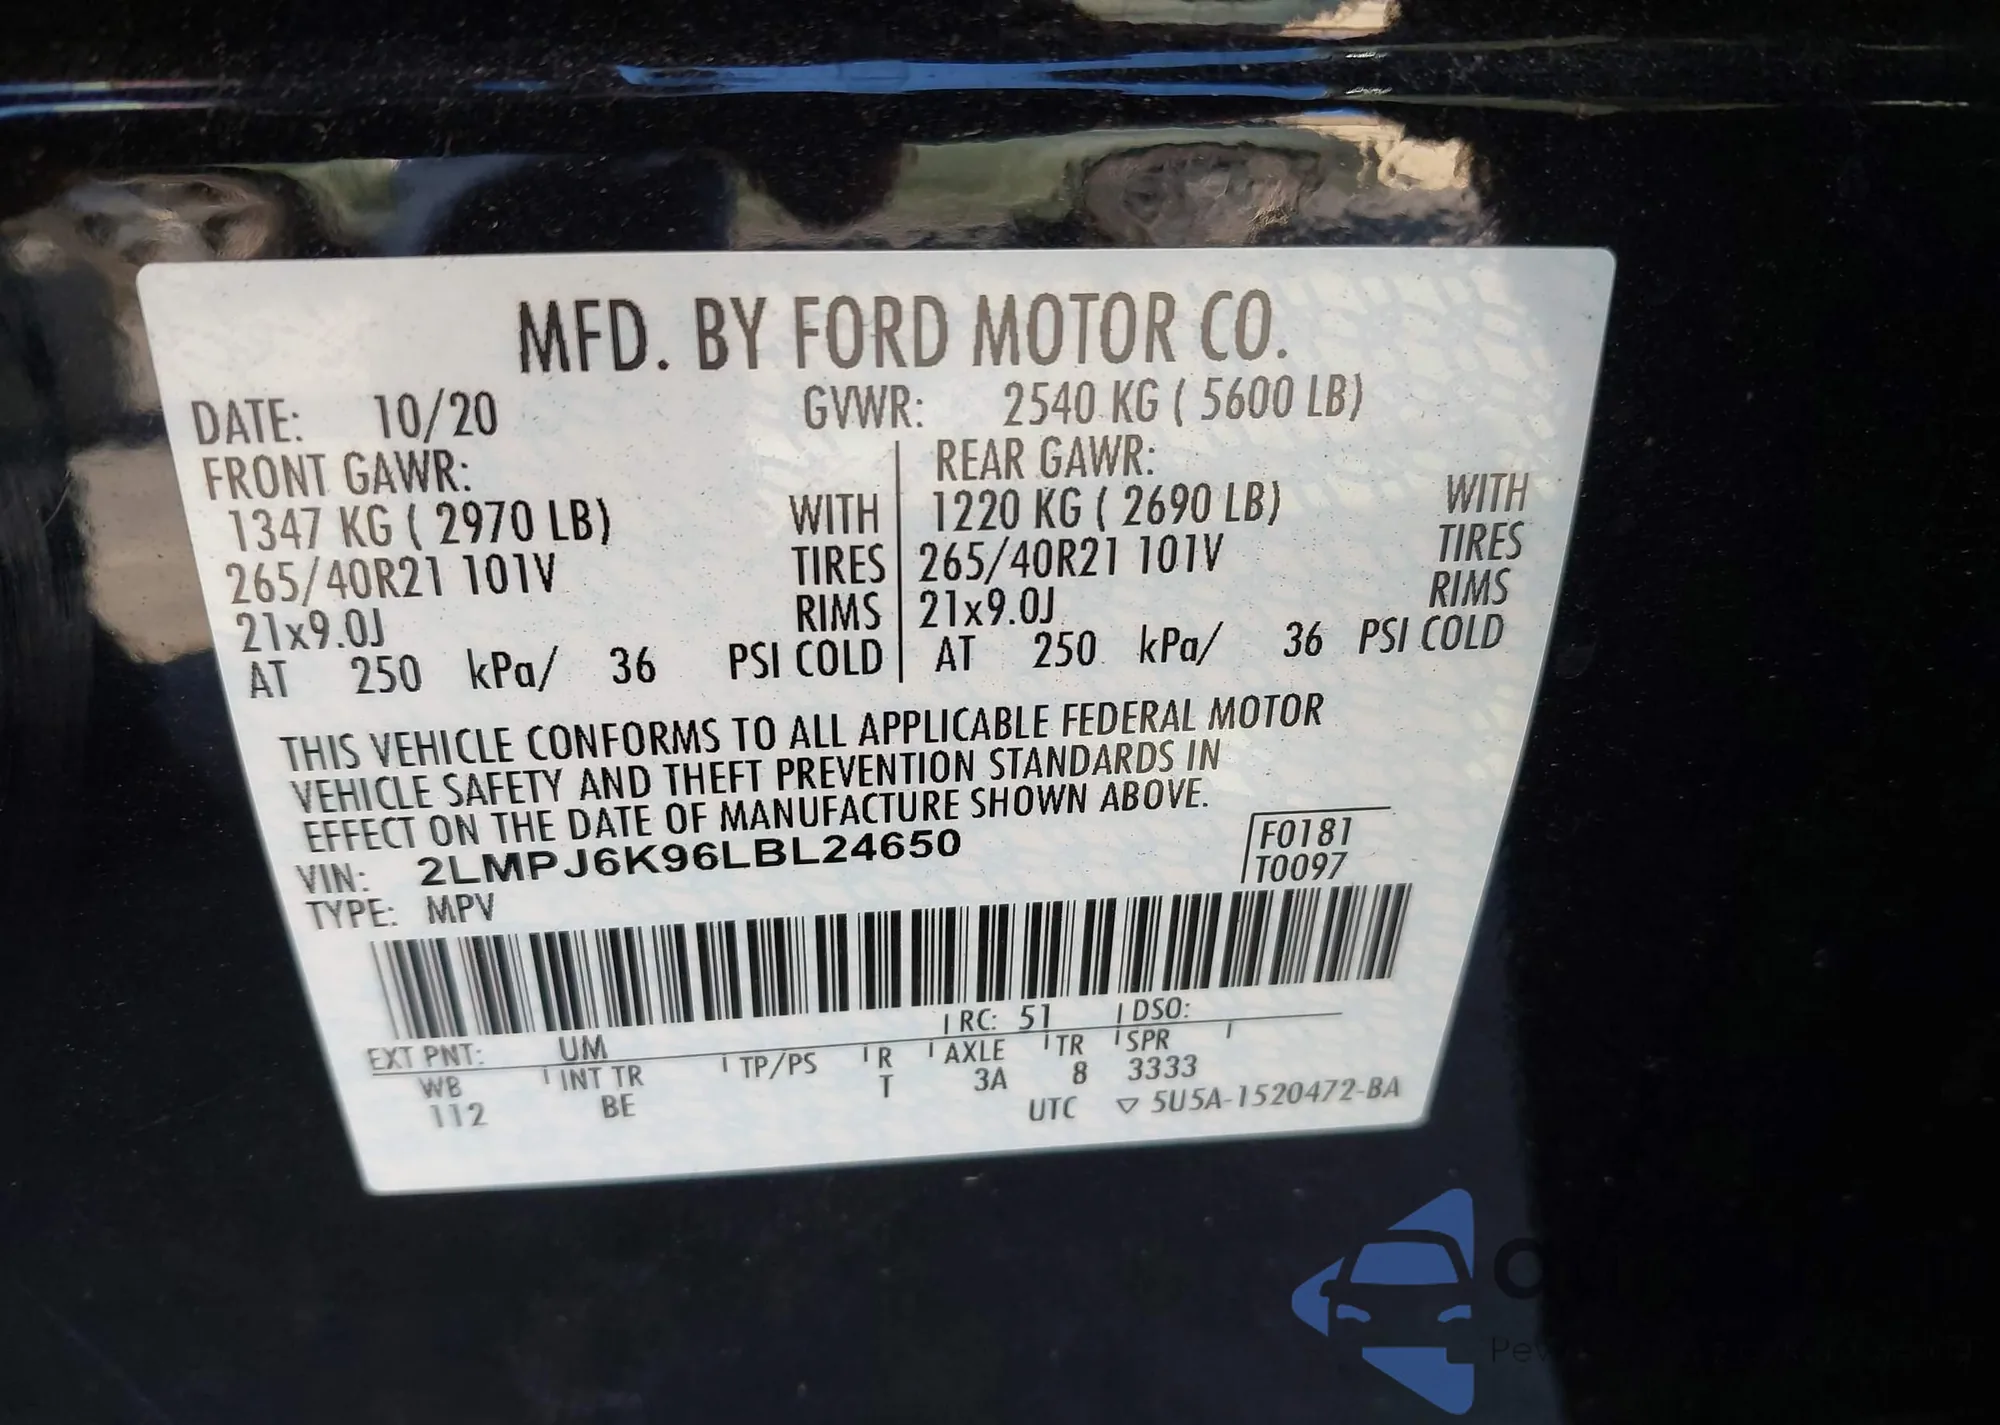 MFD. BY FORD MOTOR CO.
DATE: 10/20 GVWR: 2540 KG ( 5600 LB)
FRONT GAWR: REAR GAWR:
1347 KG ( 2970 LB) WITH 1220 KG ( 2690 LB) WITH
265/40R21 101V TIRES 265/40R21 101V TIRES
21x9.0J RIMS 21x9.0J RIMS
AT 250 kPa/ 36 PSI COLD AT 250 kPa/ 36 PSI COLD
THIS VEHICLE CONFORMS TO ALL APPLICABLE FEDERAL MOTOR
VEHICLE SAFETY AND THEFT PREVENTION STANDARDS IN
EFFECT ON THE DATE OF MANUFACTURE SHOWN ABOVE.
VIN: 2LMPJ6K96LBL24650 F0181
TYPE: MPV T0097
EXT PNT: UM RC: 51 DSO:
WB INT TR TP/PS R AXLE TR SPR
112 BE T 3A 8 3333
UTC ▽ 5U5A-1520472-BA